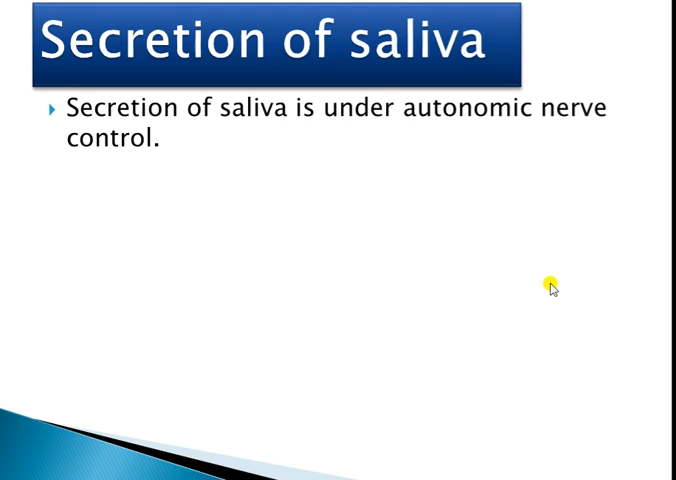 Secretion of saliva
Secretion of saliva is under autonomic nerve
control.